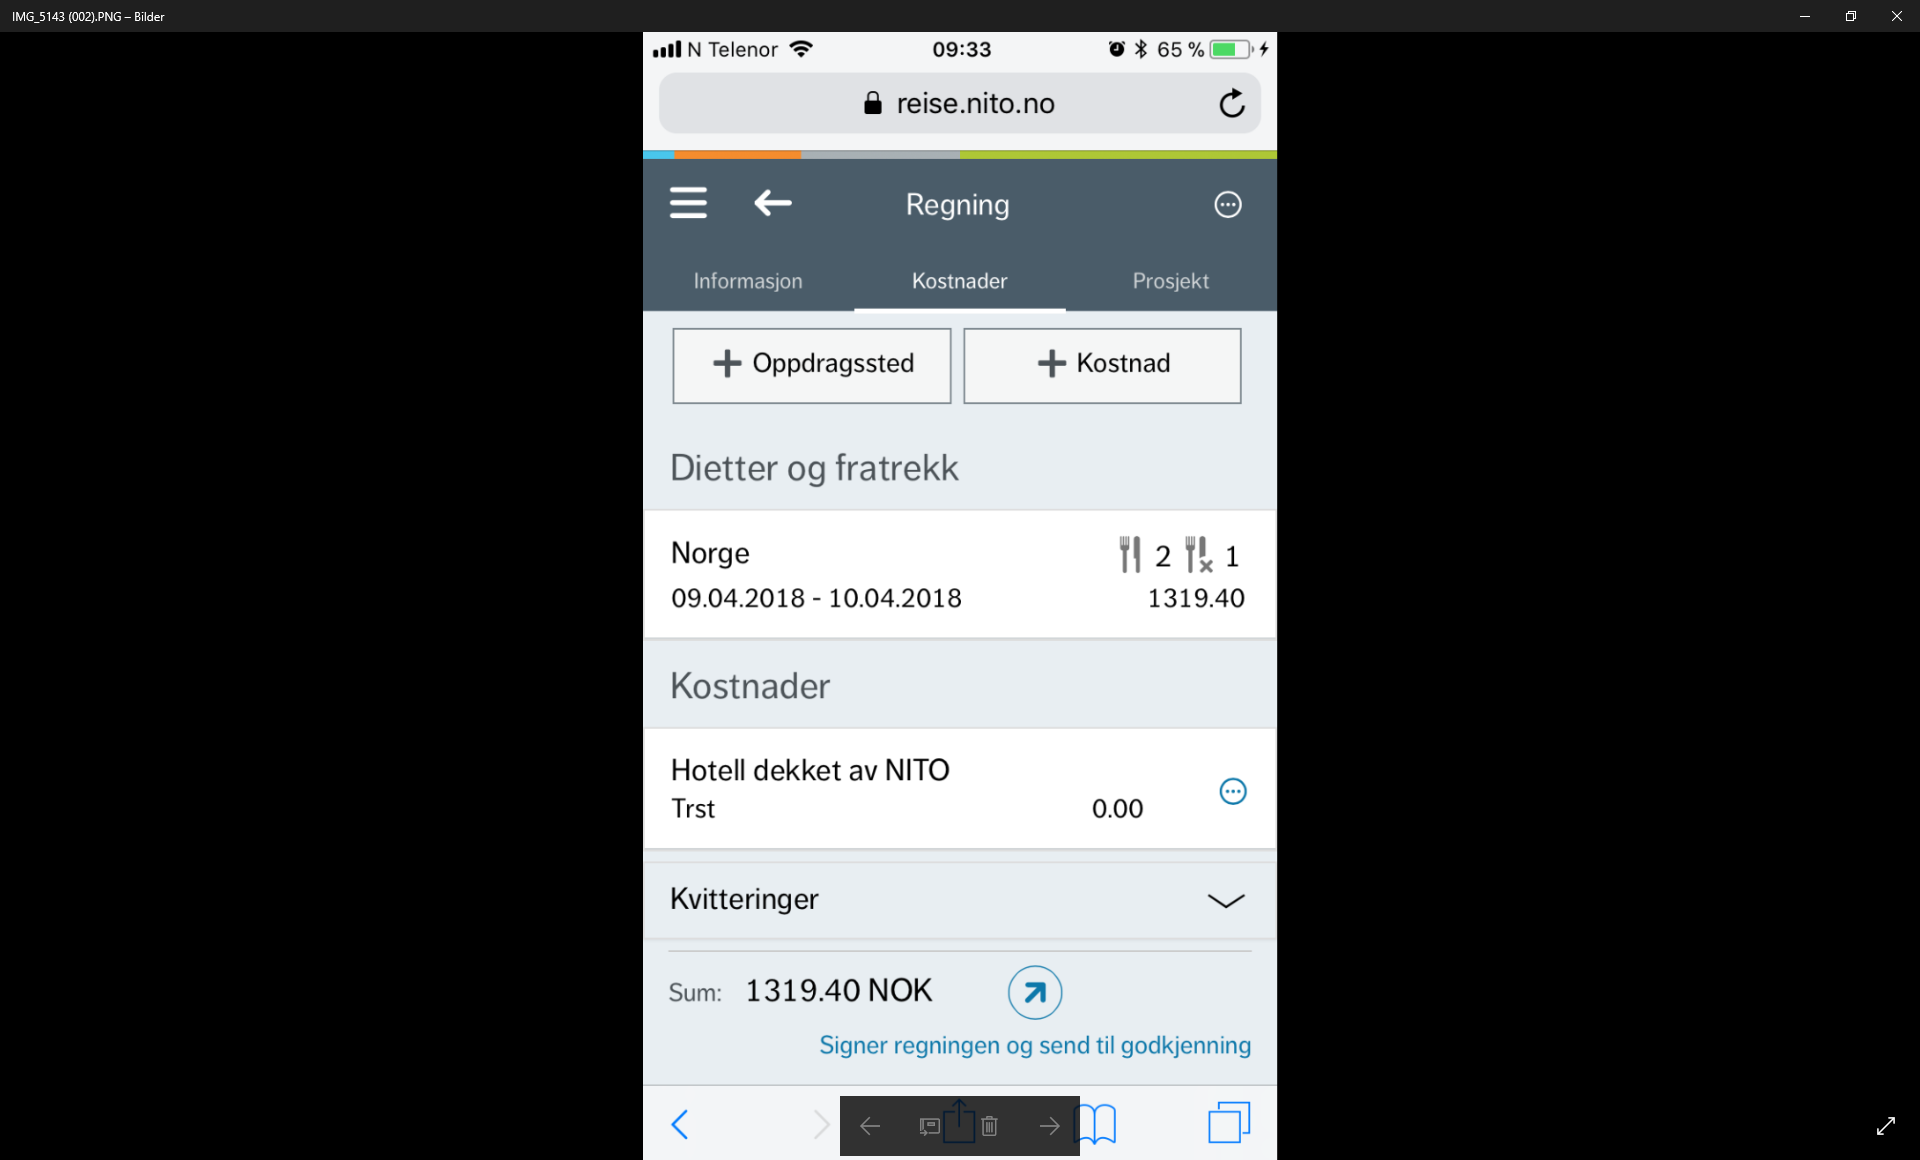 IMG_5143 (002).PNG – Bilder
N Telenor 09:33 65 %
reise.nito.no
Regning
Informasjon Kostnader Prosjekt
+ Oppdragssted + Kostnad
Dietter og fratrekk
Norge 2 1
09.04.2018 - 10.04.2018 1319.40
Kostnader
Hotell dekket av NITO
Trst 0.00
Kvitteringer
Sum: 1319.40 NOK
Signer regningen og send til godkjenning